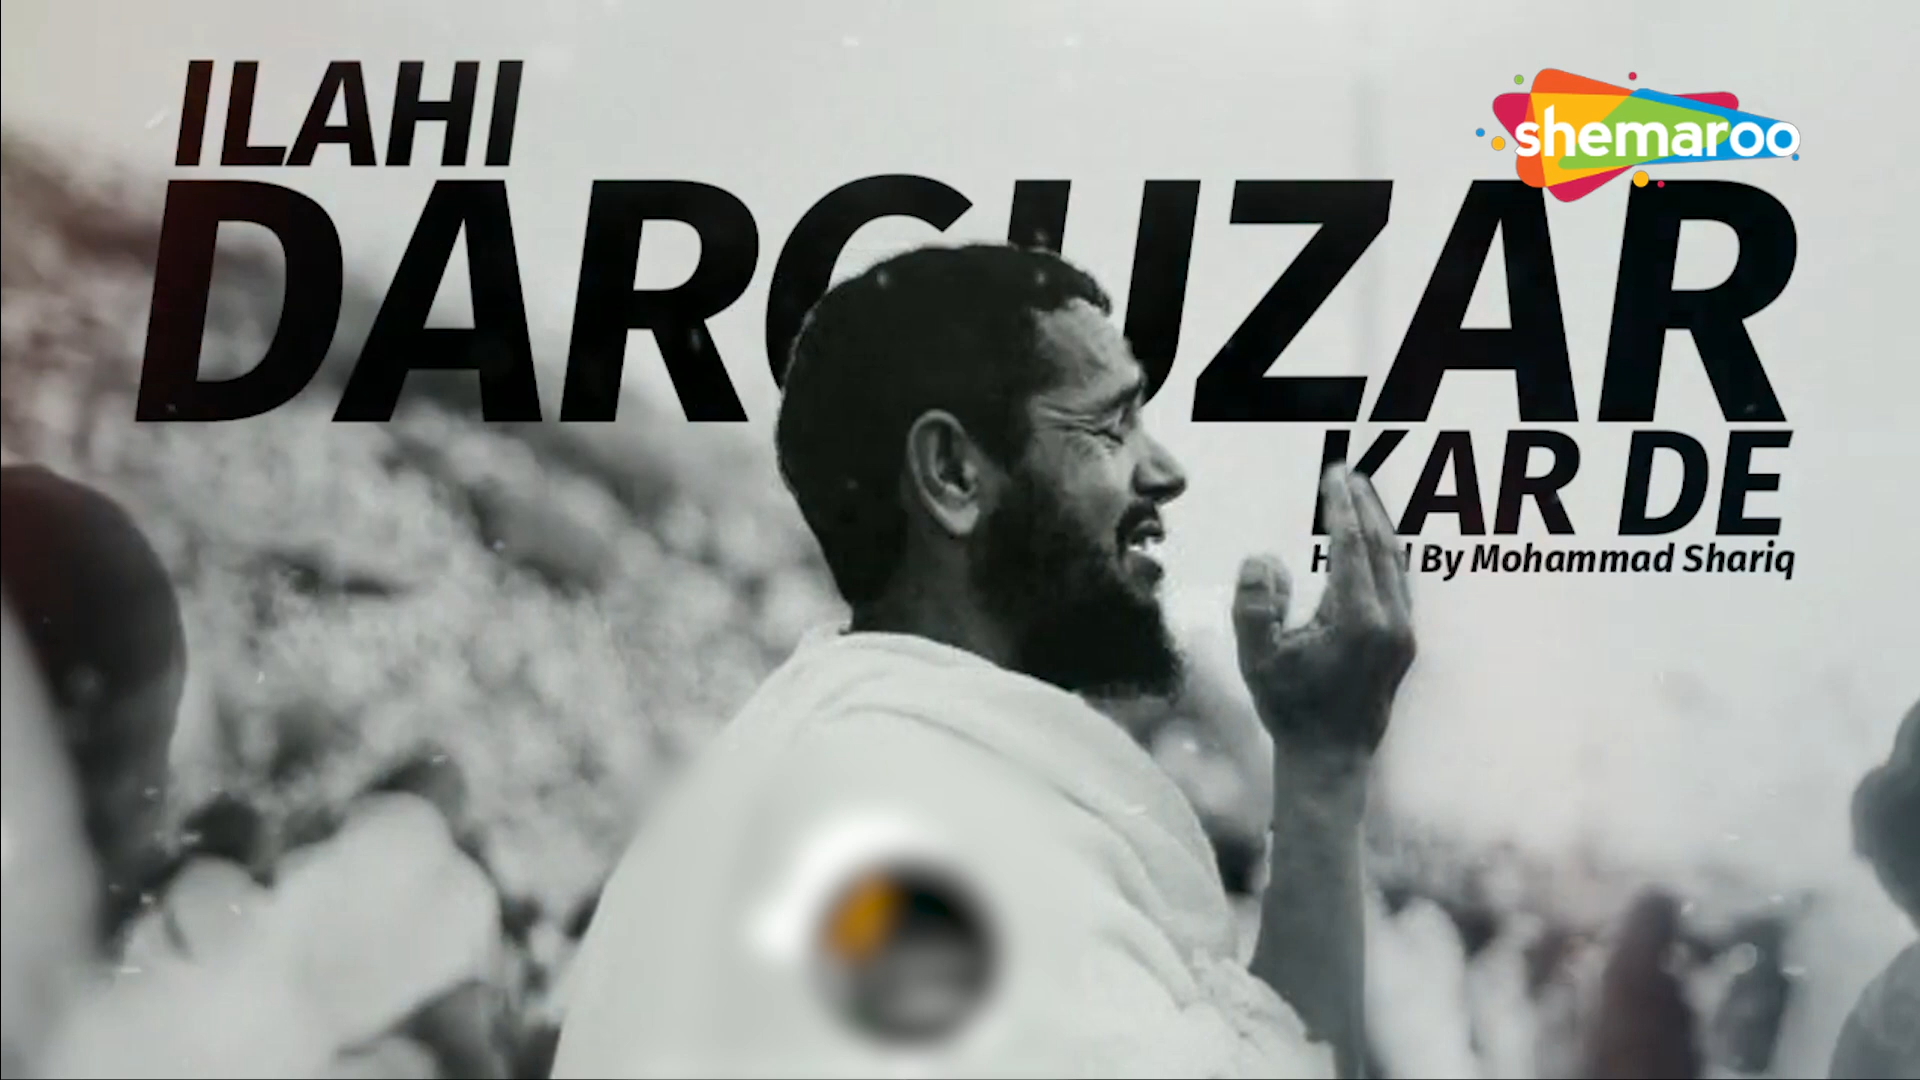 ILAHI
shemaroo
DARGUZAR
KAR DE
By Mohammad Shariq